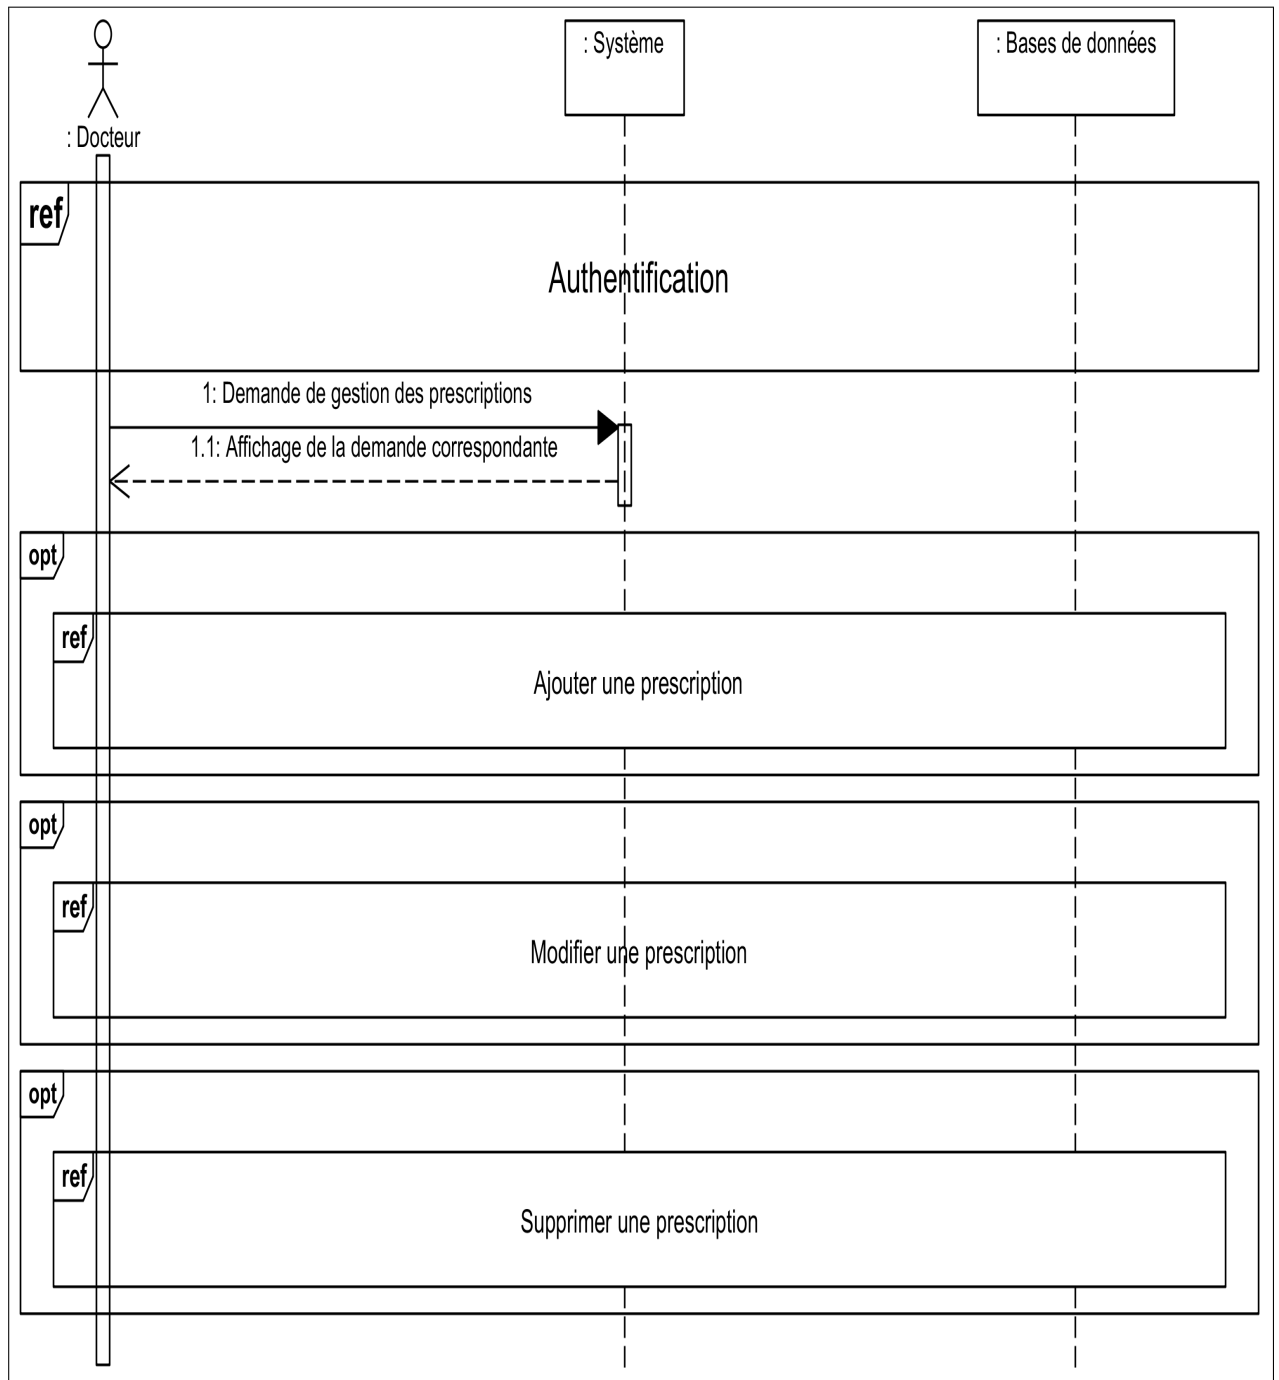 : Système
: Bases de données
: Docteur
ref
Authentification
1: Demande de gestion des prescriptions
1.1: Affichage de la demande correspondante
opt
ref
Ajouter une prescription
opt
ref
Modifier une prescription
opt
ref
Supprimer une prescription